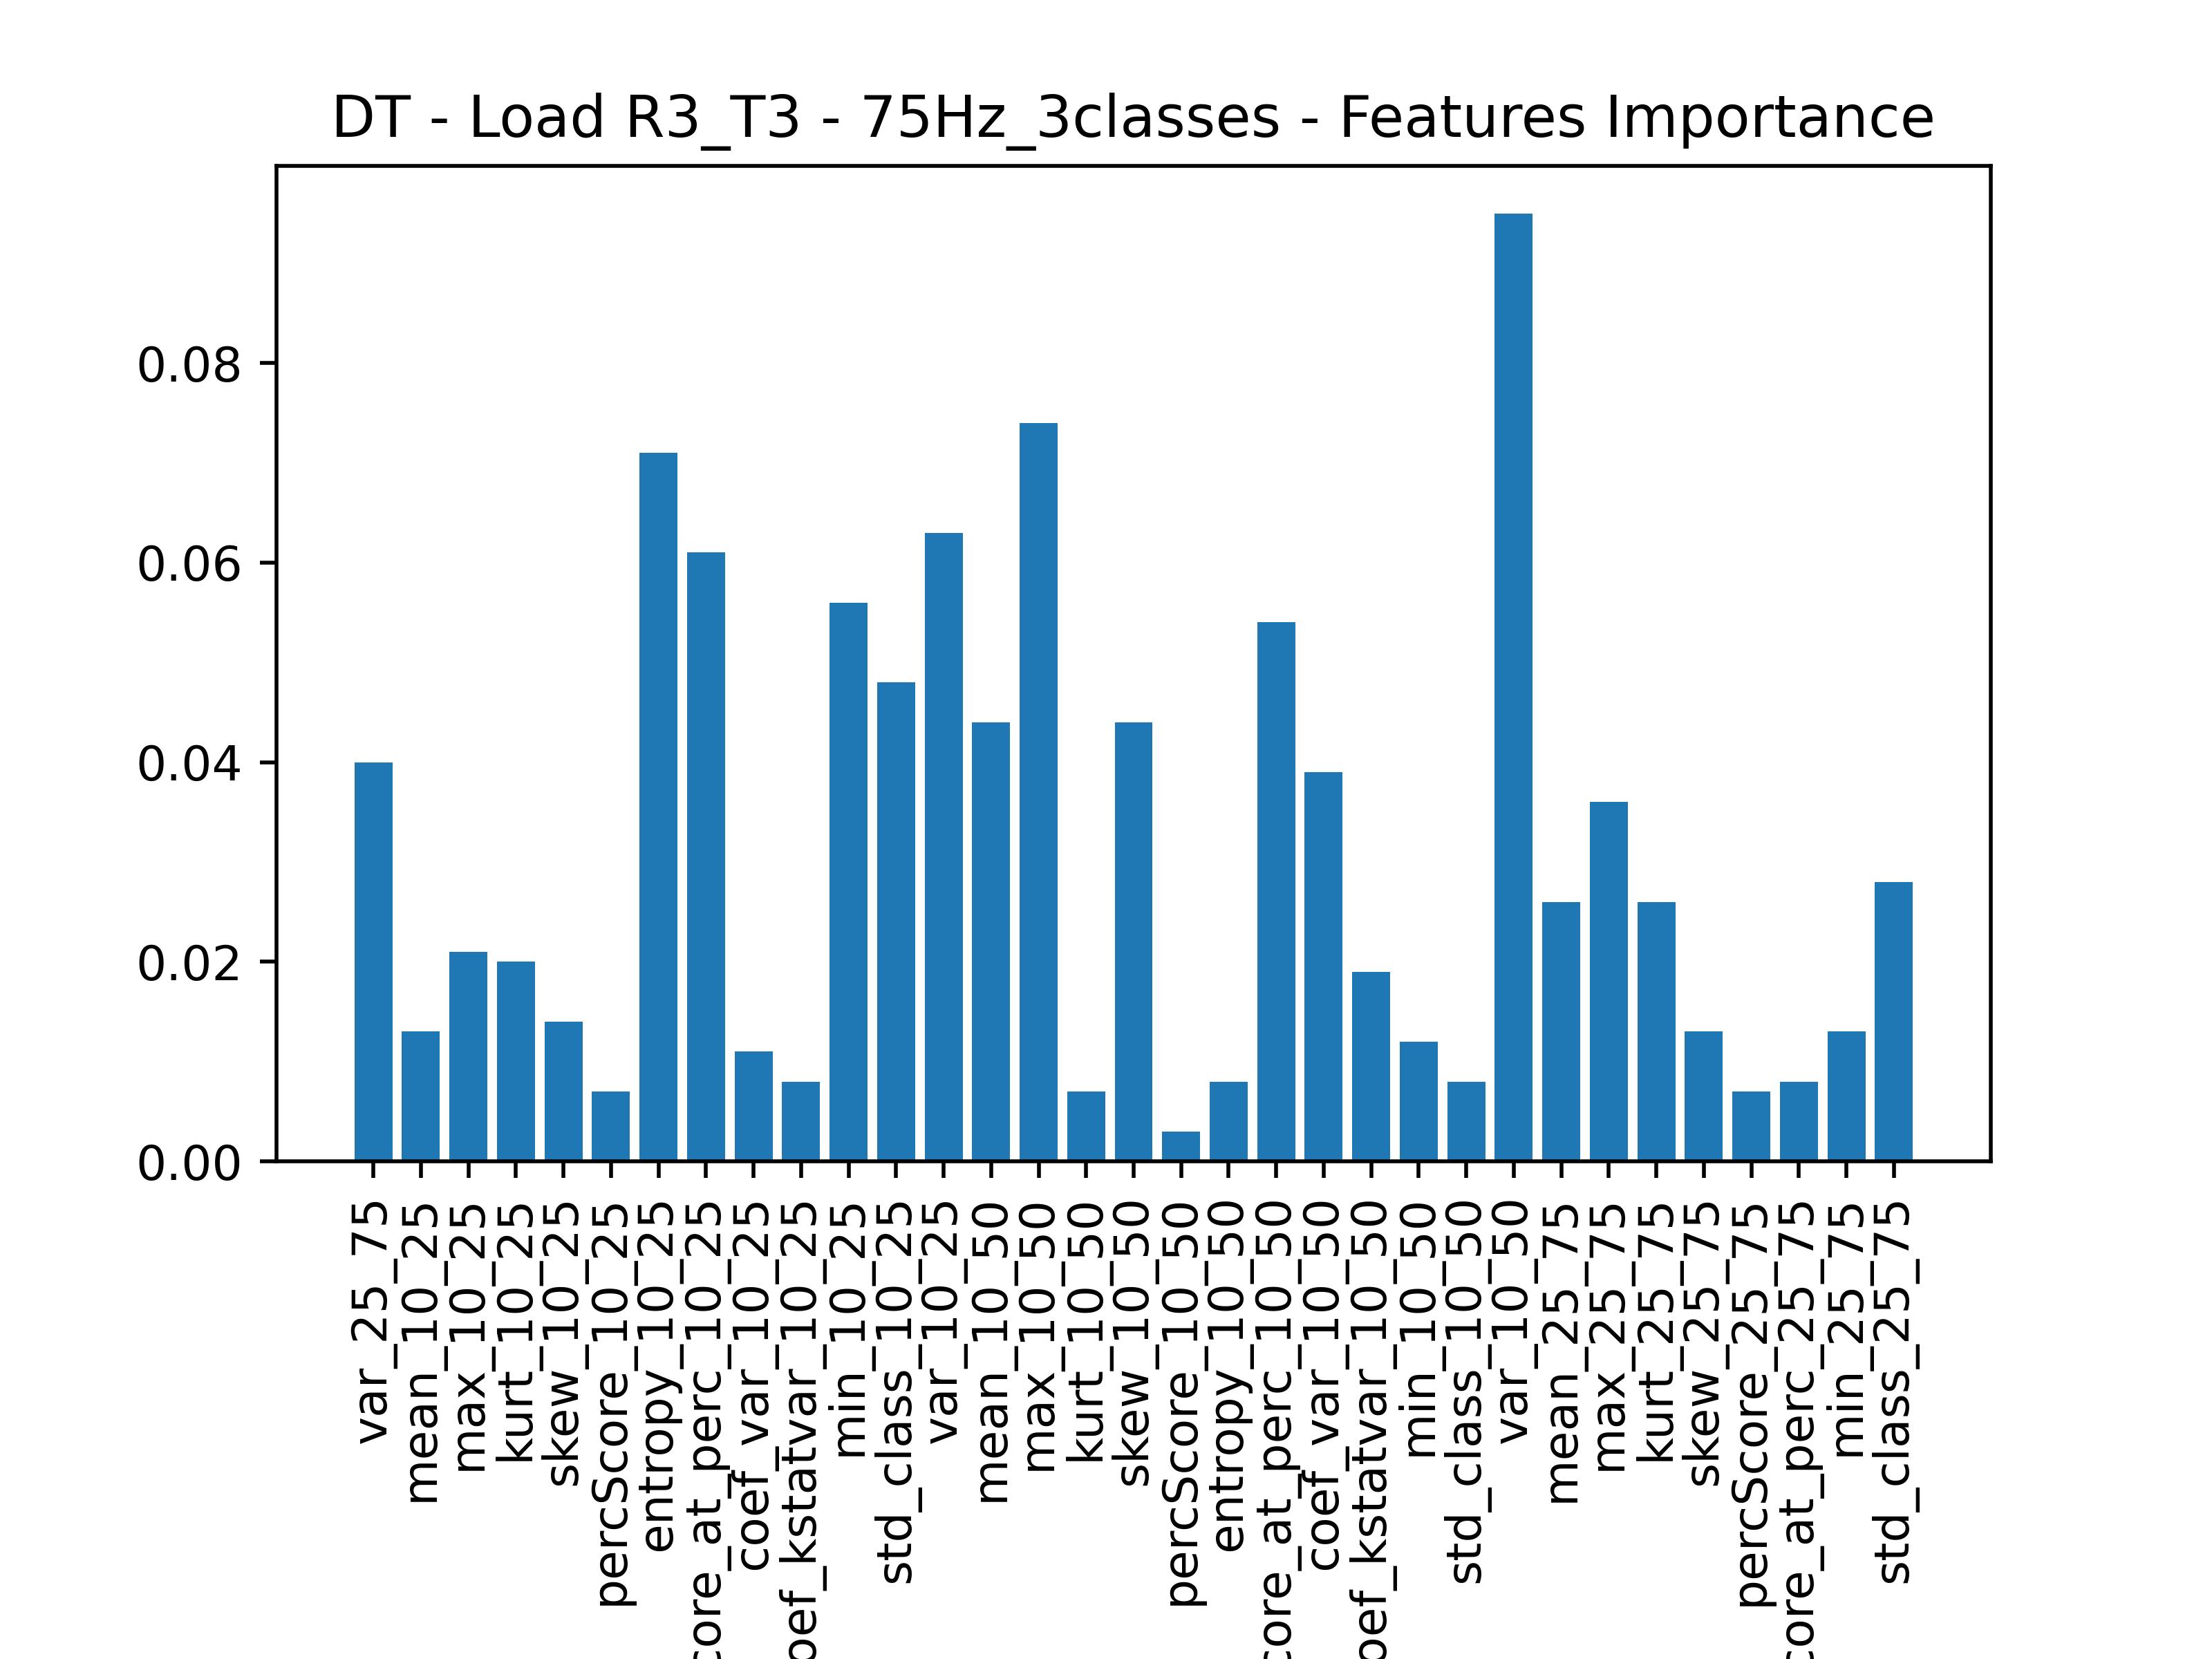 DT - Load R3_T3 - 75Hz_3classes - Features Importance
0.08
0.06
0.04
0.02
0.00
var_25_75
mean_10_25
max_10_25
kurt_10_25
skew_10_25
percScore_10_25
entropy_10_25
core_at_perc_10_25
coef_var_10_25
oef_kstatvar_10_25
min_10_25
std_class_10_25
var_10_25
mean_10_50
max_10_50
kurt_10_50
skew_10_50
percScore_10_50
entropy_10_50
core_at_perc_10_50
coef_var_10_50
oef_kstatvar_10_50
min_10_50
std_class_10_50
var_10_50
mean_25_75
max_25_75
kurt_25_75
skew_25_75
percScore_25_75
core_at_perc_25_75
min_25_75
std_class_25_75